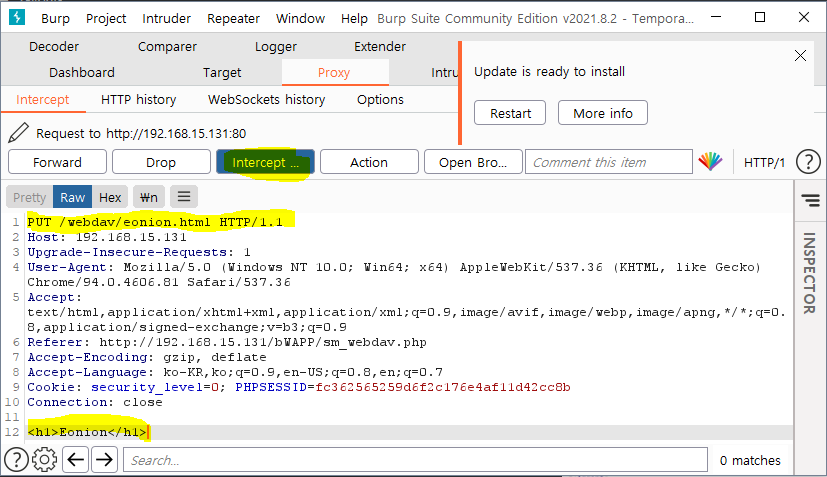 Burp Project Intruder Repeater Window Help Burp Suite Community Edition v2021.8.2 - Tempora...
Decoder Comparer Logger Extender
Dashboard Target Proxy Intru
Update is ready to install
Restart More info
Intercept HTTP history WebSockets history Options
Request to http://192.168.15.131:80
Forward Drop Intercept ... Action Open Bro... Comment this item HTTP/1 ?
Pretty Raw Hex \n
INSPECTOR
1 PUT /webdav/eonion.html HTTP/1.1
2 Host: 192.168.15.131
3 Upgrade-Insecure-Requests: 1
4 User-Agent: Mozilla/5.0 (Windows NT 10.0; Win64; x64) AppleWebKit/537.36 (KHTML, like Gecko)
Chrome/94.0.4606.81 Safari/537.36
5 Accept:
text/html,application/xhtml+xml,application/xml;q=0.9,image/avif,image/webp,image/apng,*/*;q=0.
8,application/signed-exchange;v=b3;q=0.9
6 Referer: http://192.168.15.131/bWAPP/sm_webdav.php
7 Accept-Encoding: gzip, deflate
8 Accept-Language: ko-KR,ko;q=0.9,en-US;q=0.8,en;q=0.7
9 Cookie: security_level=0; PHPSESSID=fc362565259d6f2c176e4af11d42cc8b
10 Connection: close
11
12 <h1>Eonion</h1>
? Search... 0 matches